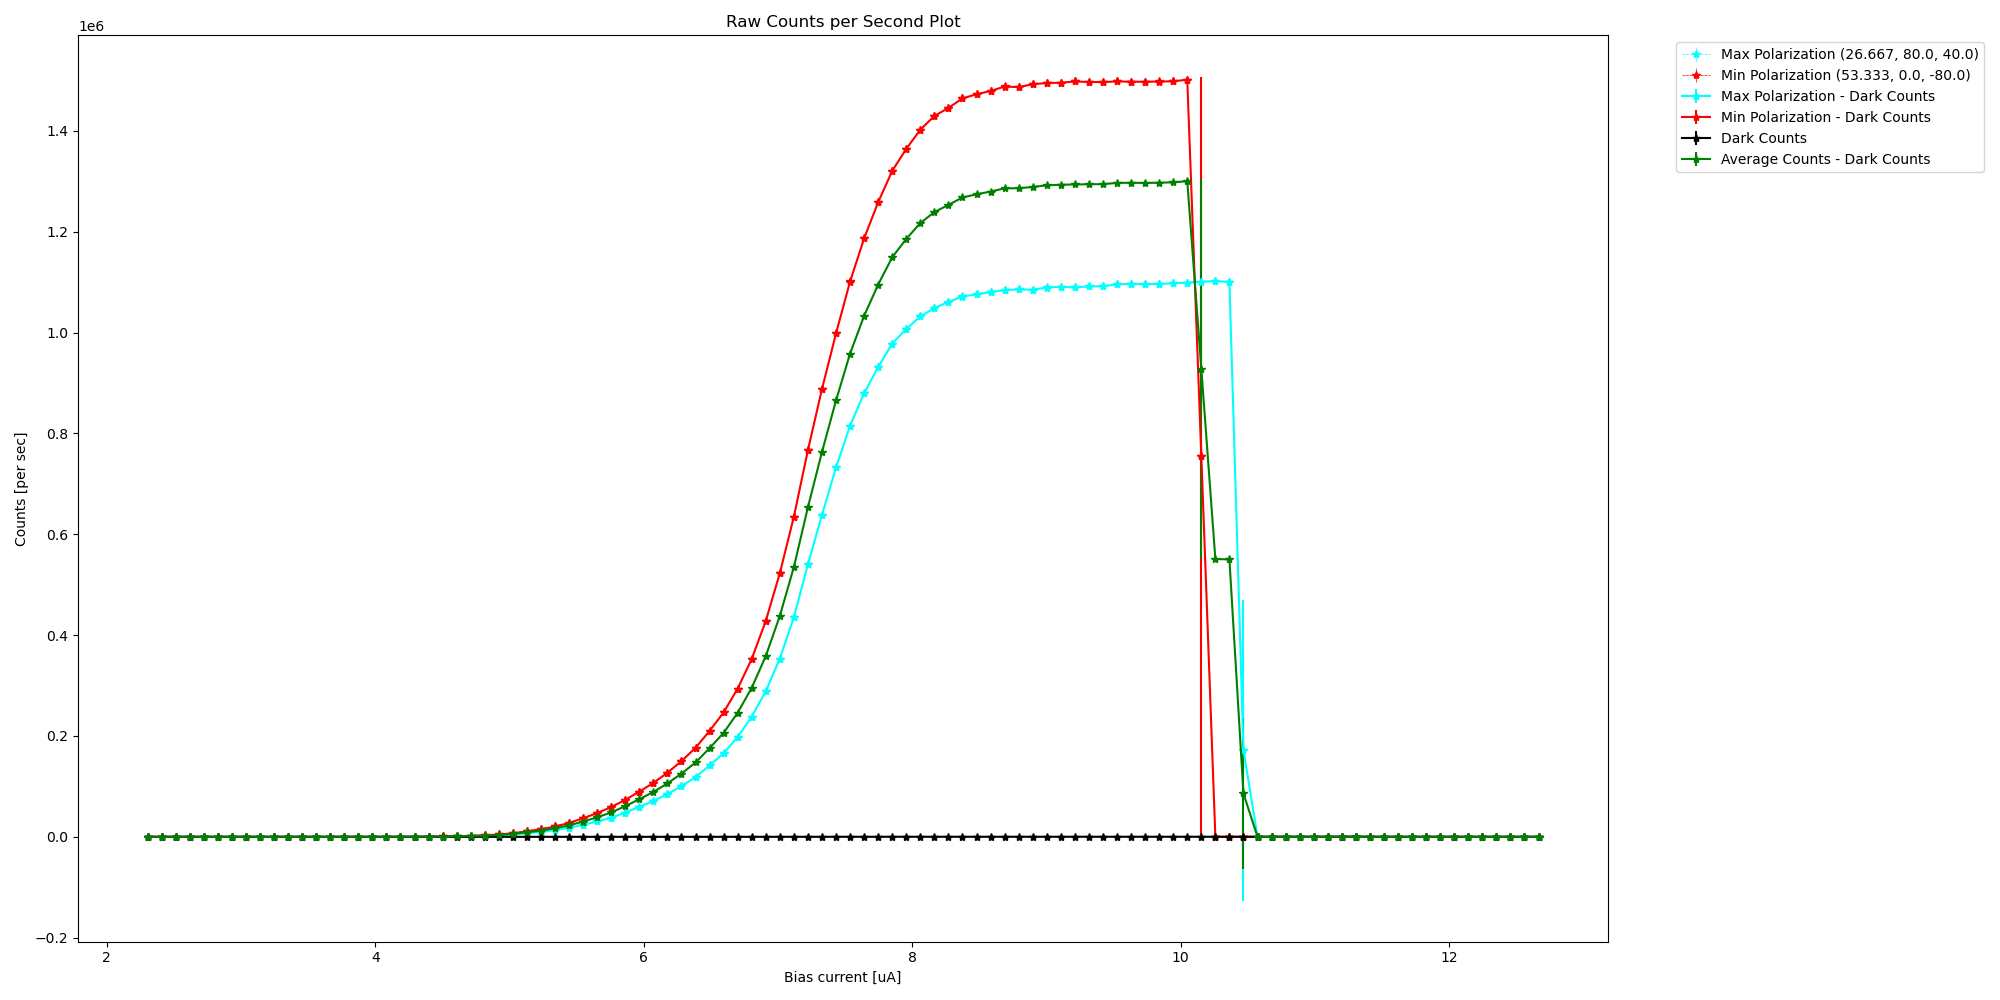 Raw Counts per Second Plot
1e6
Max Polarization (26.667, 80.0, 40.0)
Min Polarization (53.333, 0.0, -80.0)
Max Polarization - Dark Counts
Min Polarization - Dark Counts
Dark Counts
Average Counts - Dark Counts
1.4
1.2
1.0
0.8
0.6
0.4
0.2
0.0
−0.2
Counts [per sec]
2 4 6 8 10 12
Bias current [uA]